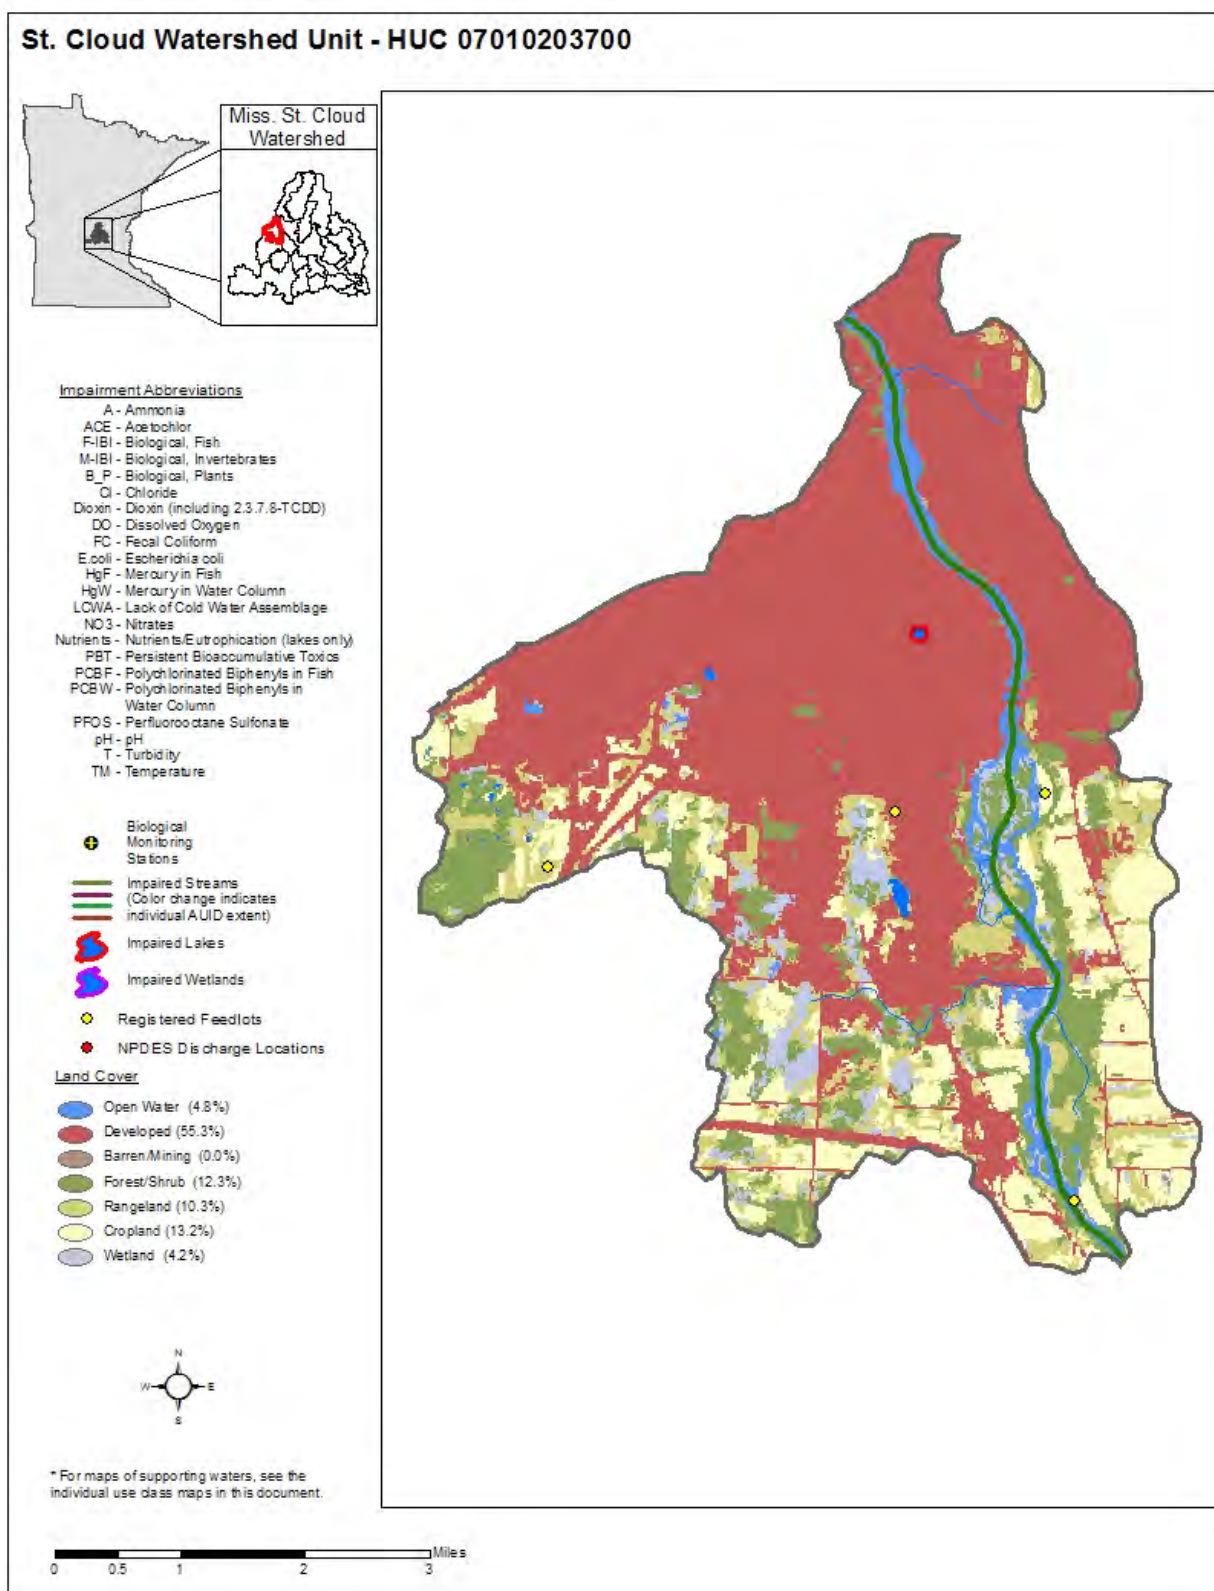 St. Cloud Watershed Unit - HUC 07010203700
Miss. St. Cloud
Watershed
Impairment Abbreviations
A - Ammonia
ACE - Acetochlor
F-IBI - Biological, Fish
M-IBI - Biological, Invertebrates
B_P - Biological, Plants
Cl - Chloride
Dioxin - Dioxin (including 2.3.7.8-TCDD)
DO - Dissolved Oxygen
FC - Fecal Coliform
E.coli - Escherichia coli
HgF - Mercury in Fish
HgW - Mercury in Water Column
LCWA - Lack of Cold Water Assemblage
NO3 - Nitrates
Nutrients - Nutrients/Eutrophication (lakes only)
PBT - Persistent Bioaccumulative Toxics
PCBF - Polychlorinated Biphenyls in Fish
PCBW - Polychlorinated Biphenyls in
Water Column
PFOS - Perfluorooctane Sulfonate
pH - pH
T - Turbidity
TM - Temperature
Biological
Monitoring
Stations
Impaired Streams
(Color change indicates
individual AUID extent)
Impaired Lakes
Impaired Wetlands
Registered Feedlots
NPDES Discharge Locations
Land Cover
Open Water (4.8%)
Developed (55.3%)
Barren/Mining (0.0%)
Forest/Shrub (12.3%)
Rangeland (10.3%)
Cropland (13.2%)
Wetland (4.2%)
N
W E
S
* For maps of supporting waters, see the
individual use class maps in this document.
Miles
0 0.5 1 2 3